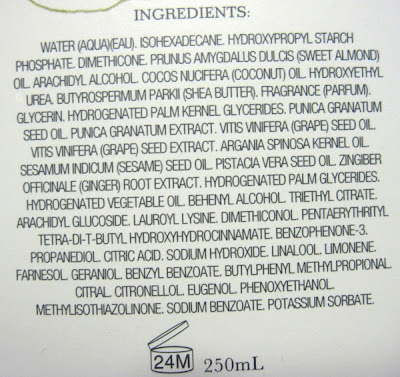 INGREDIENTS:
WATER (AQUA)(EAU). ISOHEXADECANE. HYDROXYPROPYL STARCH
PHOSPHATE. DIMETHICONE. PRUNUS AMYGDALUS DULCIS (SWEET ALMOND)
OIL. ARACHIDYL ALCOHOL. COCOS NUCIFERA (COCONUT) OIL. HYDROXYETHYL
UREA. BUTYROSPERMUM PARKII (SHEA BUTTER). FRAGRANCE (PARFUM).
GLYCERIN. HYDROGENATED PALM KERNEL GLYCERIDES. PUNICA GRANATUM
SEED OIL. PUNICA GRANATUM EXTRACT. VITIS VINIFERA (GRAPE) SEED OIL.
VITIS VINIFERA (GRAPE) SEED EXTRACT. ARGANIA SPINOSA KERNEL OIL.
SESAMUM INDICUM (SESAME) SEED OIL. PISTACIA VERA SEED OIL. ZINGIBER
OFFICINALE (GINGER) ROOT EXTRACT. HYDROGENATED PALM GLYCERIDES.
HYDROGENATED VEGETABLE OIL. BEHENYL ALCOHOL. TRIETHYL CITRATE.
ARACHIDYL GLUCOSIDE. LAUROYL LYSINE. DIMETHICONOL. PENTAERYTHRITYL
TETRA-DI-T-BUTYL HYDROXYHYDROCINNAMATE. BENZOPHENONE-3.
PROPANEDIOL. CITRIC ACID. SODIUM HYDROXIDE. LINALOOL. LIMONENE.
FARNESOL. GERANIOL. BENZYL BENZOATE. BUTYLPHENYL METHYLPROPIONAL.
CITRAL. CITRONELLOL. EUGENOL. PHENOXYETHANOL.
METHYLISOTHIAZOLINONE. SODIUM BENZOATE. POTASSIUM SORBATE.
24M 250mL